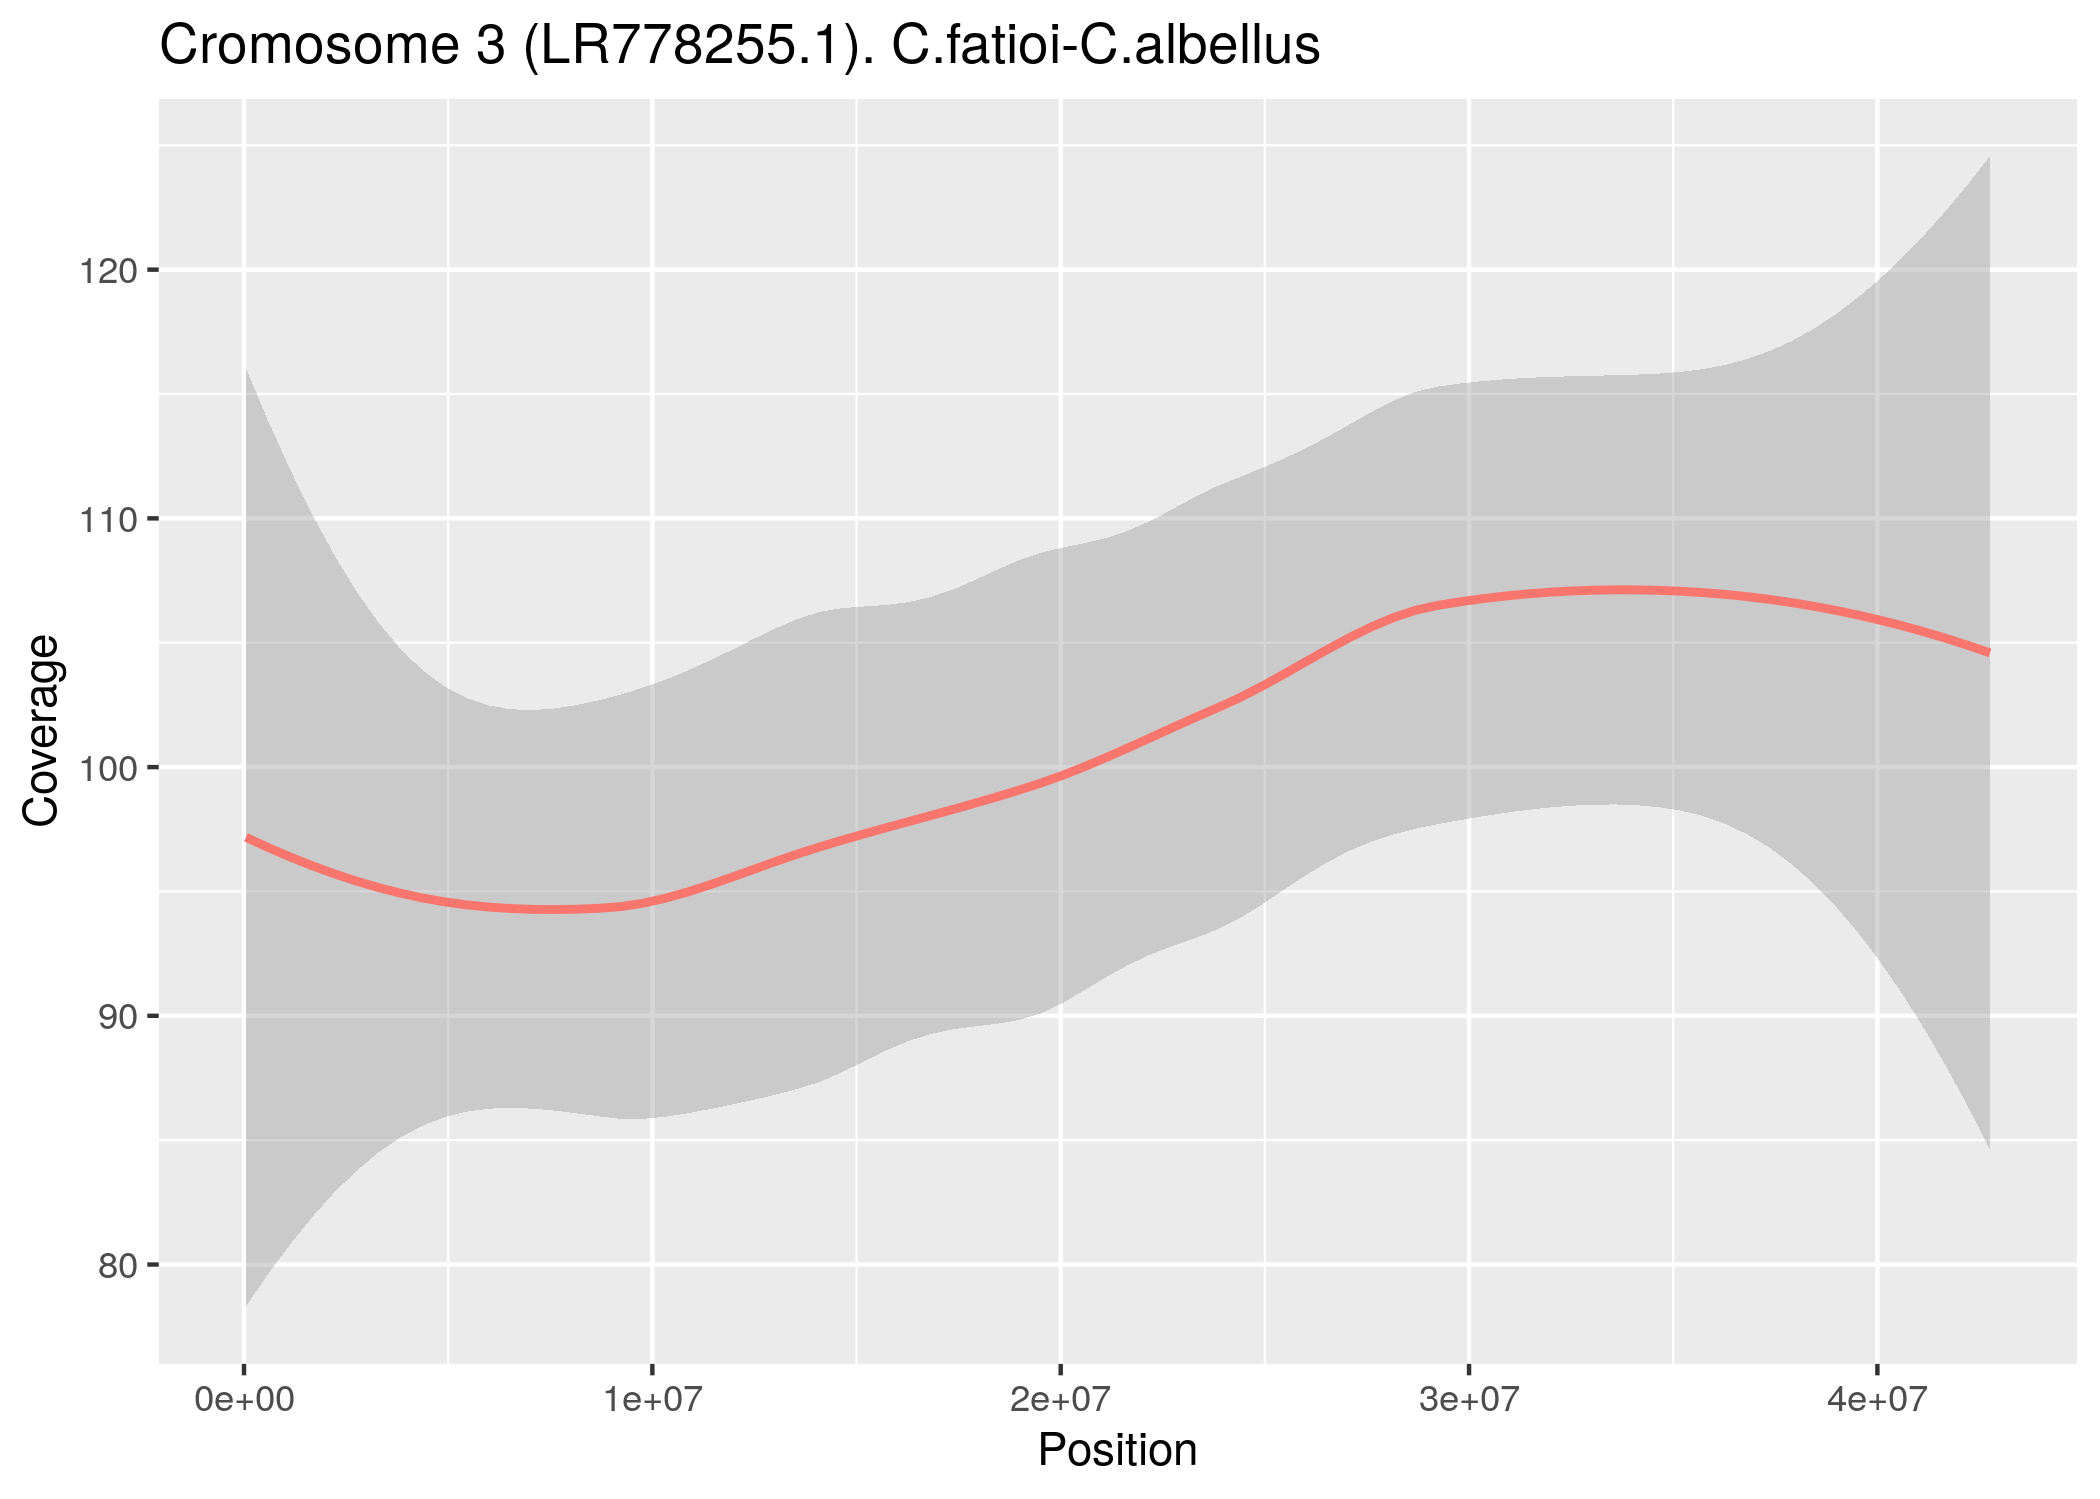 Cromosome 3 (LR778255.1). C.fatioi-C.albellus
120
110
100
90
80
Coverage
0e+00 1e+07 2e+07 3e+07 4e+07
Position